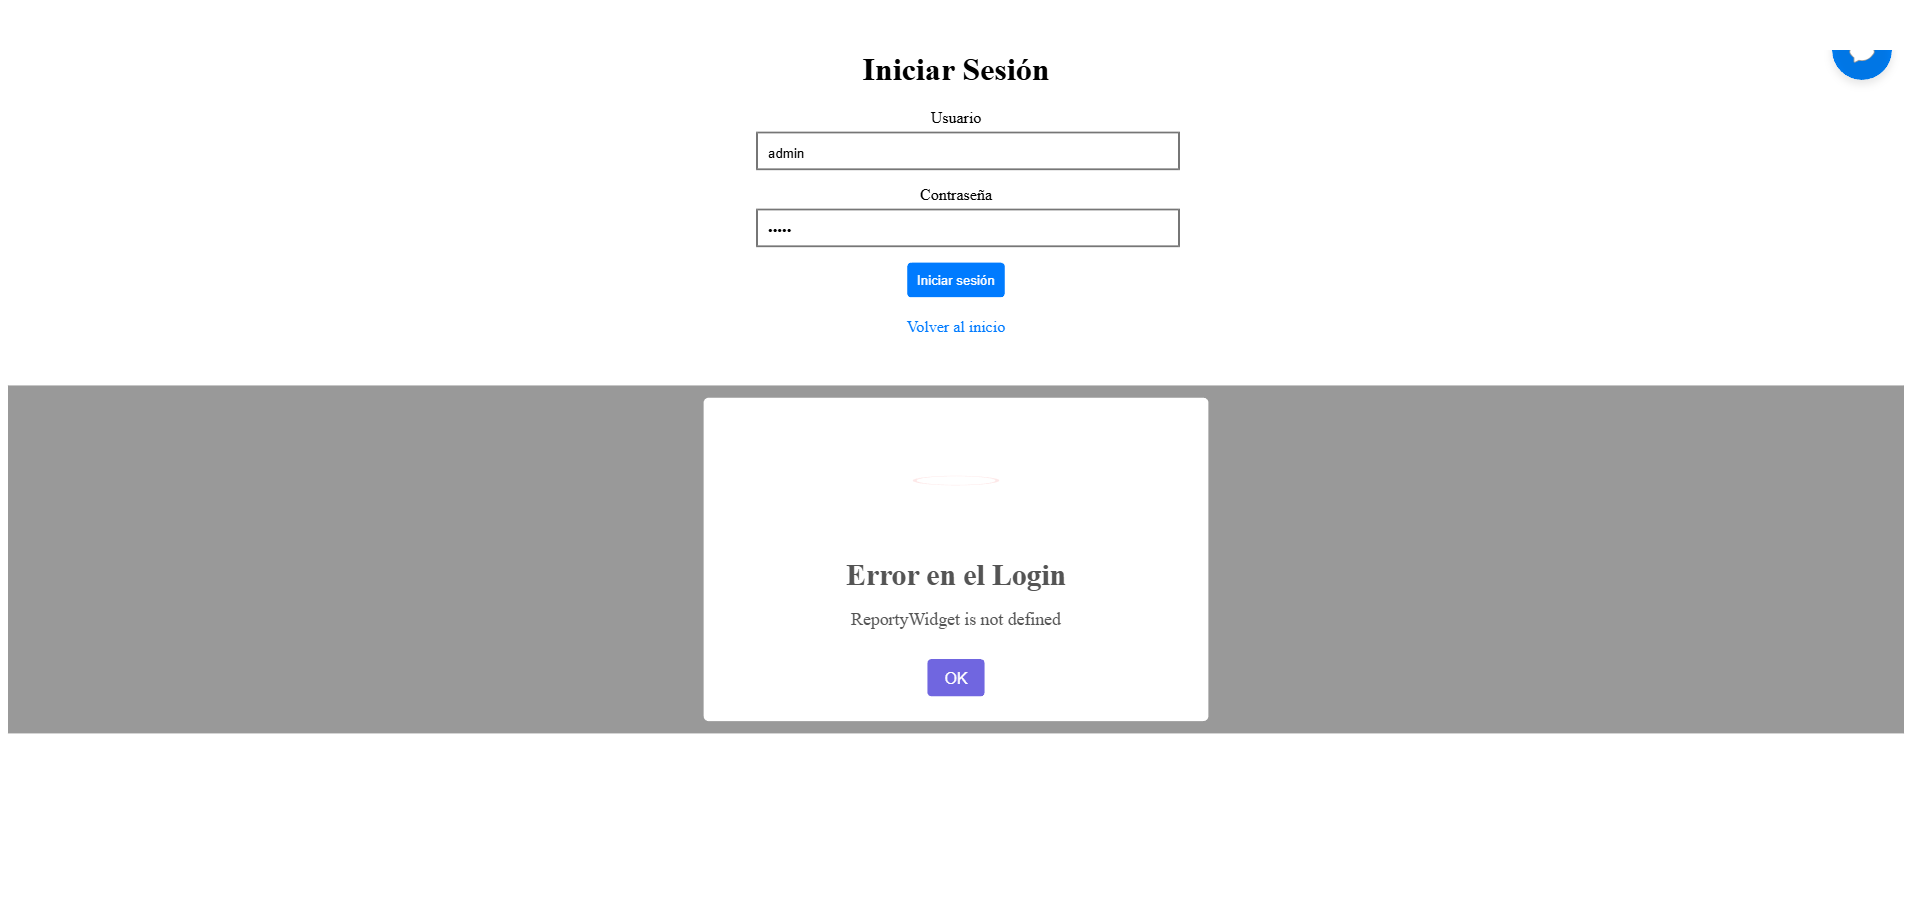 Iniciar Sesión
Usuario
admin
Contraseña
•••••
Iniciar sesión
Volver al inicio
Error en el Login
ReportyWidget is not defined
OK